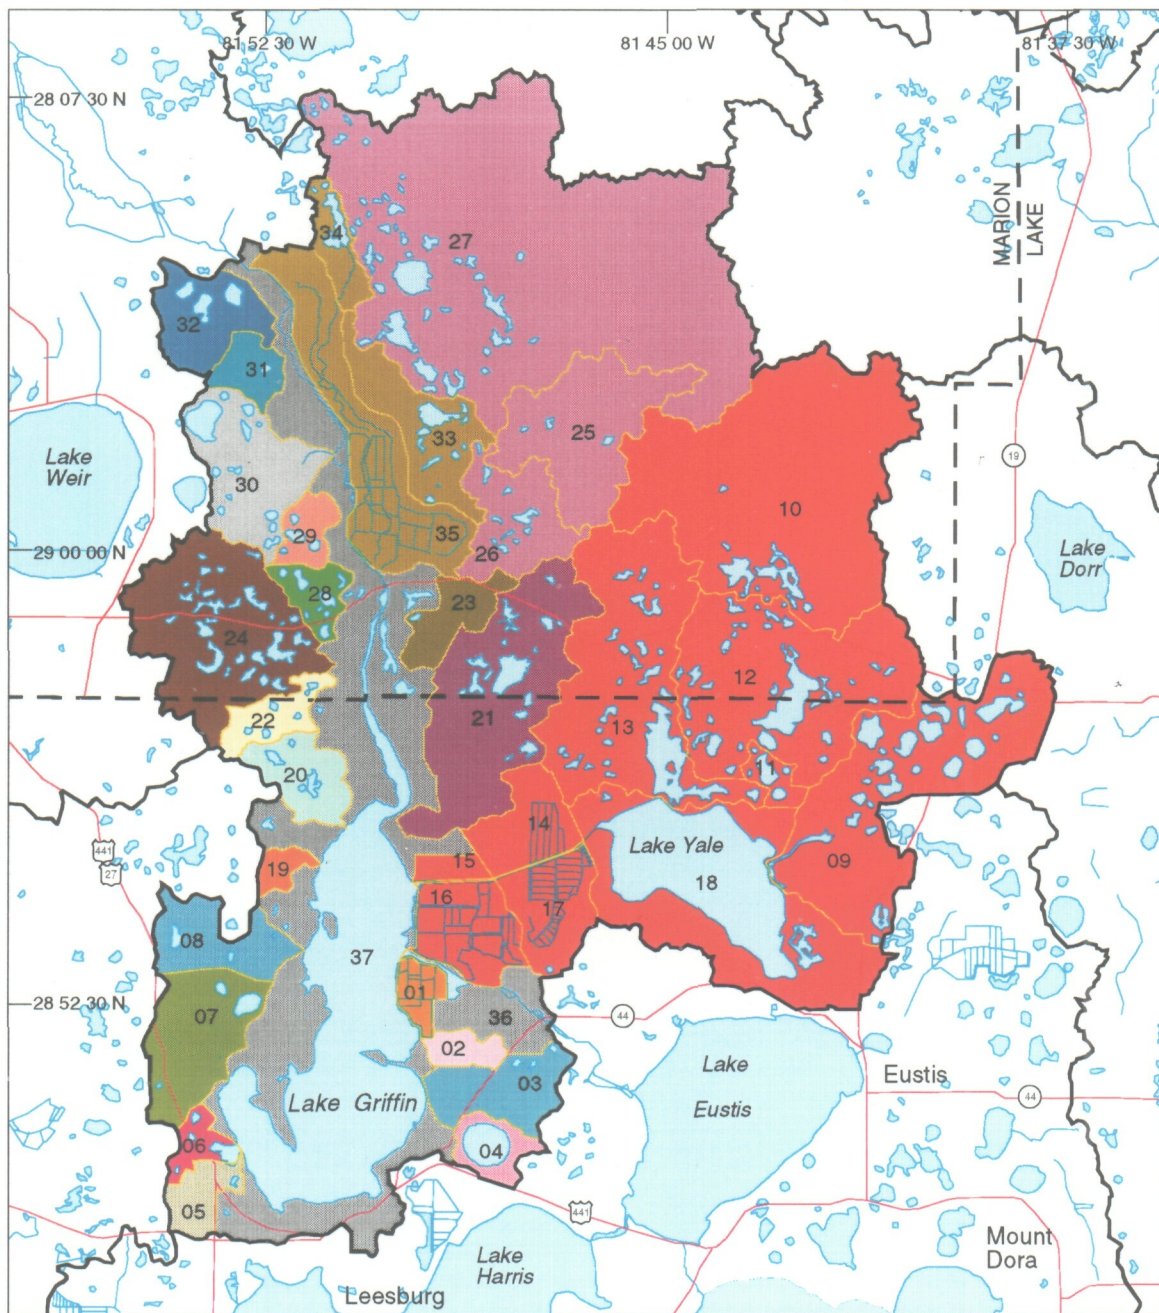 81 52 30 W
81 45 00 W
81 37 30 W
28 07 30 N
MARION
LAKE
34
27
32
31
33
25
Lake
Weir
30
19
29
35
10
26
29 00 00 N
Lake
Dorr
28
23
24
12
22
21
13
20
11
14
441
27
Lake Yale
15
09
19
16
18
17
08
37
01
28 52 30 N
07
36
44
02
Lake
Eustis
03
Eustis
44
Lake Griffin
06
04
05
441
Mount
Dora
Lake
Harris
Leesburg